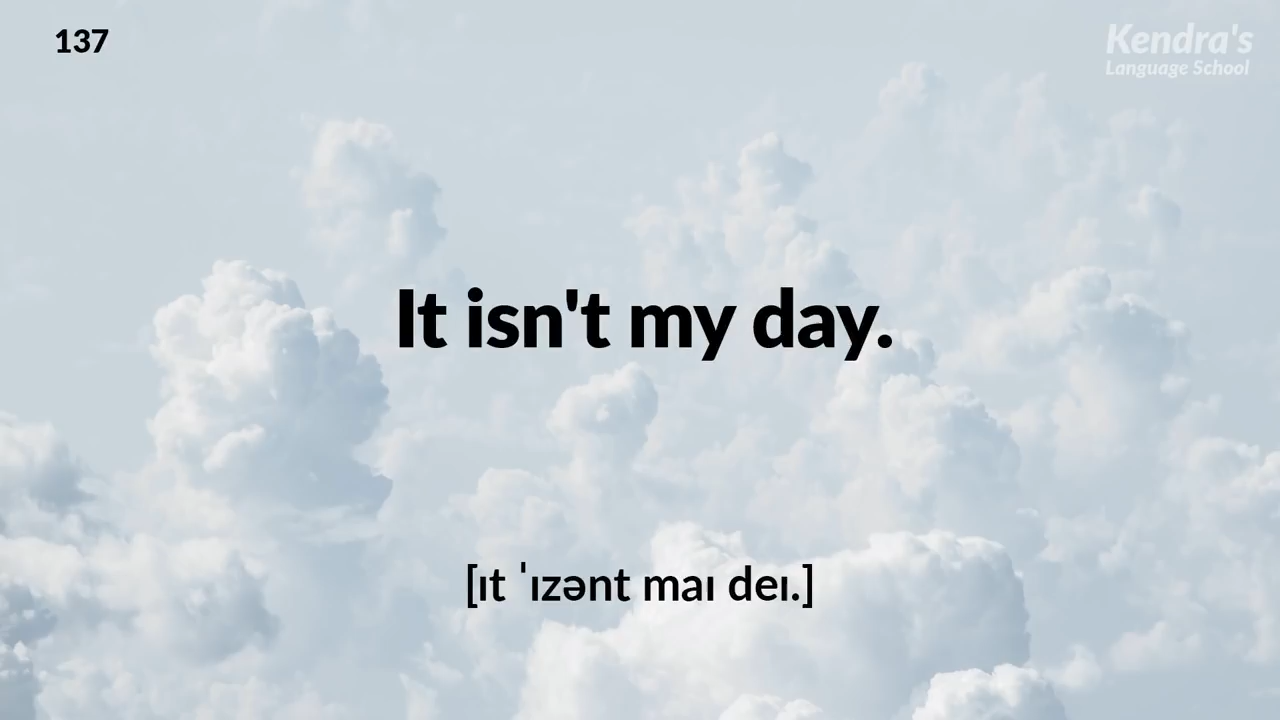 137
Kendra's
Language School
It isn't my day.
[ɪt ˈɪzənt maɪ deɪ.]